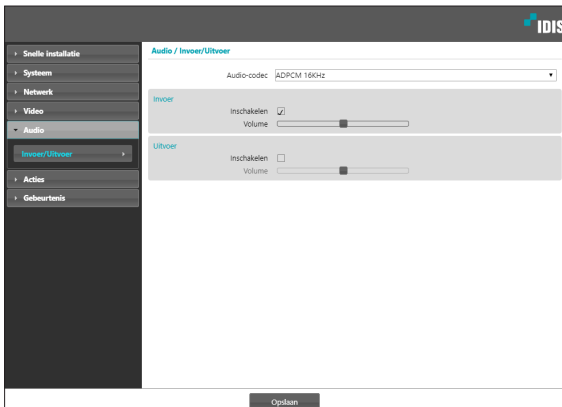 IDIS
Snelle installatie
Systeem
Netwerk
Video
Audio
Invoer/Uitvoer
Acties
Gebeurtenis
Audio / Invoer/Uitvoer
Audio-codec ADPCM 16KHz
Invoer
Inschakelen
Volume
Uitvoer
Inschakelen
Volume
Opslaan